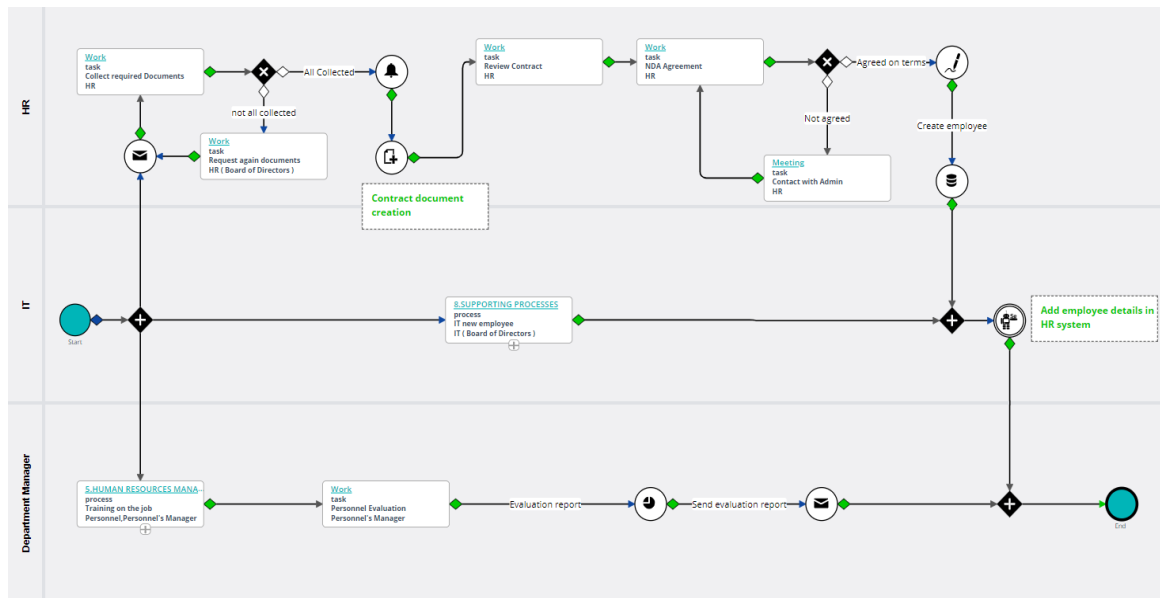 HR
Work
task
Collect required Documents
HR
All Collected
not all collected
Work
task
Request again documents
HR ( Board of Directors )
Contract document
creation
Work
task
Review Contract
HR
Work
task
NDA Agreement
HR
Agreed on terms
Not agreed
Meeting
task
Contact with Admin
HR
Create employee
IT
Start
8.SUPPORTING PROCESSES
process
IT new employee
IT ( Board of Directors )
Add employee details in
HR system
Department Manager
5.HUMAN RESOURCES MANA...
process
Training on the job
Personnel,Personnel's Manager
Work
task
Personnel Evaluation
Personnel's Manager
Evaluation report
Send evaluation report
End